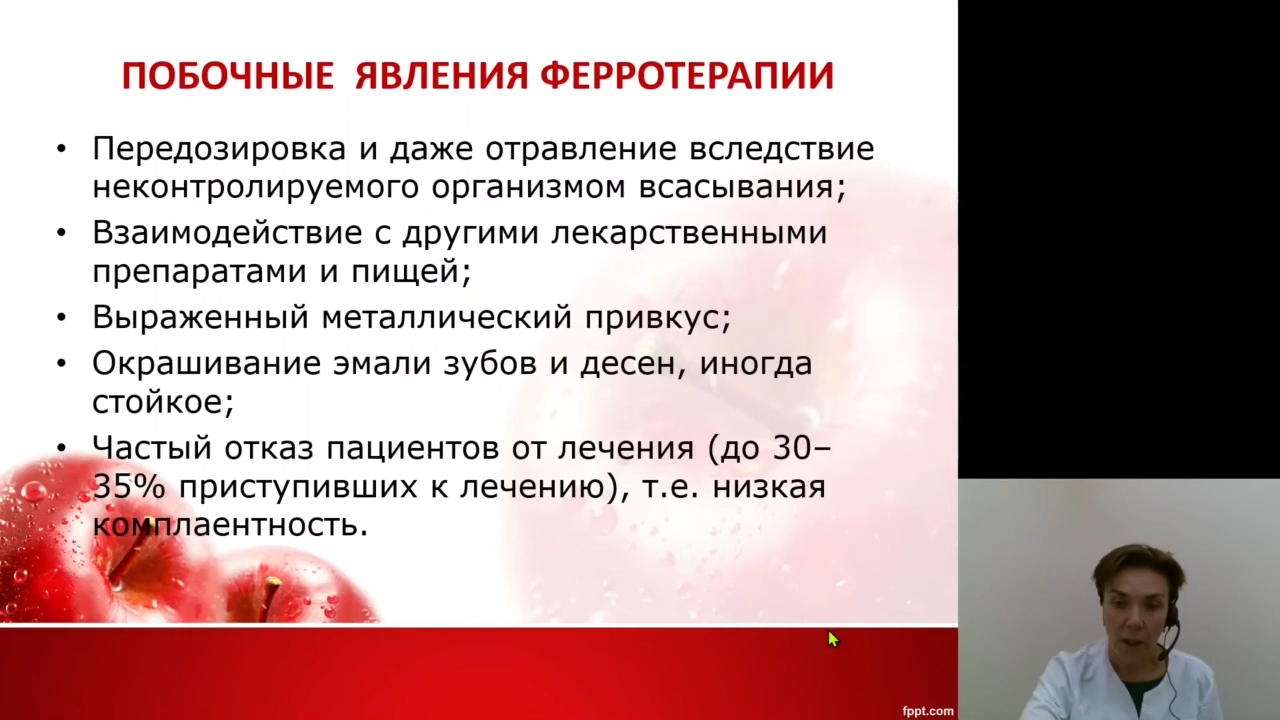 ПОБОЧНЫЕ ЯВЛЕНИЯ ФЕРРОТЕРАПИИ
• Передозировка и даже отравление вследствие
неконтролируемого организмом всасывания;
• Взаимодействие с другими лекарственными
препаратами и пищей;
• Выраженный металлический привкус;
• Окрашивание эмали зубов и десен, иногда
стойкое;
• Частый отказ пациентов от лечения (до 30–
35% приступивших к лечению), т.е. низкая
комплаентность.
fppt.com